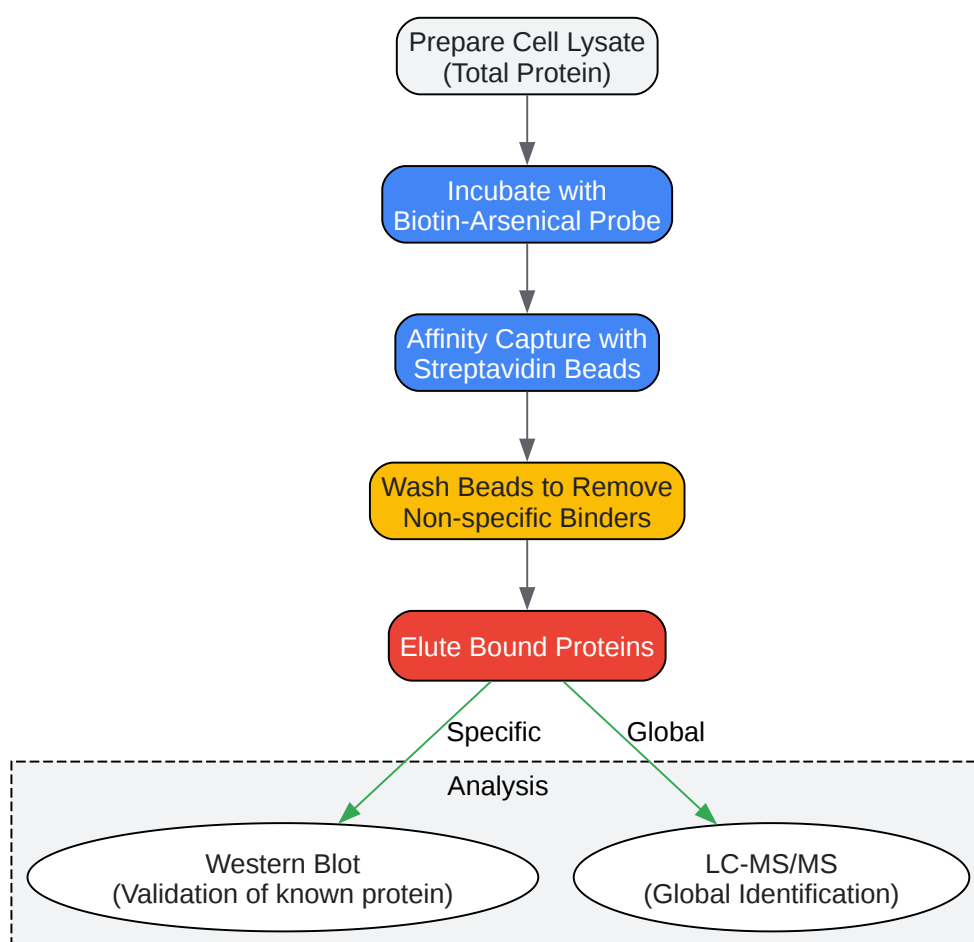 Prepare Cell Lysate
(Total Protein)
Incubate with
Biotin-Arsenical Probe
Affinity Capture with
Streptavidin Beads
Wash Beads to Remove
Non-specific Binders
Elute Bound Proteins
Specific
Global
Analysis
Western Blot
(Validation of known protein)
LC-MS/MS
(Global Identification)